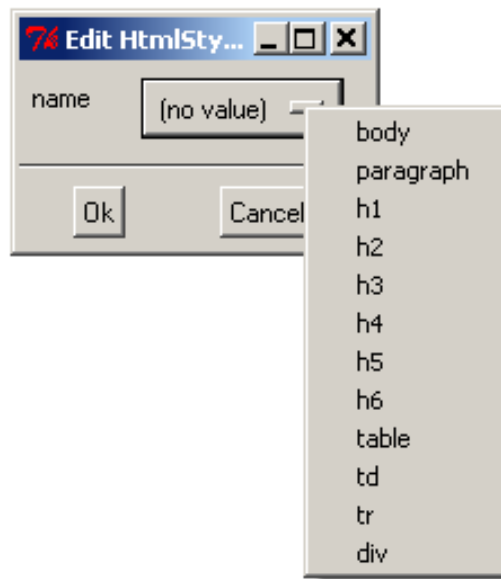 Edit HtmlSty...
name
(no value)
Ok
Cancel
body
paragraph
h1
h2
h3
h4
h5
h6
table
td
tr
div